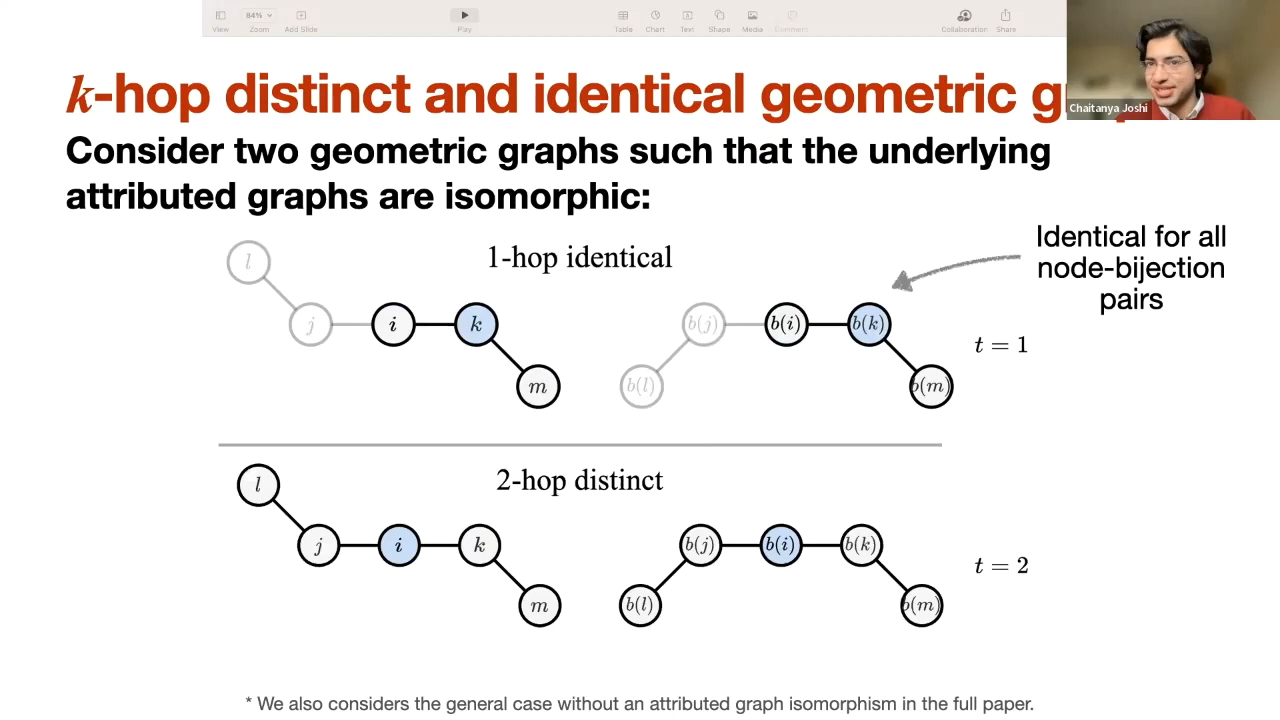 84%
View
Zoom
Add Slide
Play
Table
Chart
Text
Shape
Media
Comment
Collaboration
Share
Chaitanya Joshi
k-hop distinct and identical geometric g
Consider two geometric graphs such that the underlying
attributed graphs are isomorphic:
1-hop identical
Identical for all
node-bijection
pairs
l
j
i
k
m
b(j)
b(i)
b(k)
b(l)
b(m)
t = 1
2-hop distinct
l
j
i
k
m
b(j)
b(i)
b(k)
b(l)
b(m)
t = 2
* We also considers the general case without an attributed graph isomorphism in the full paper.